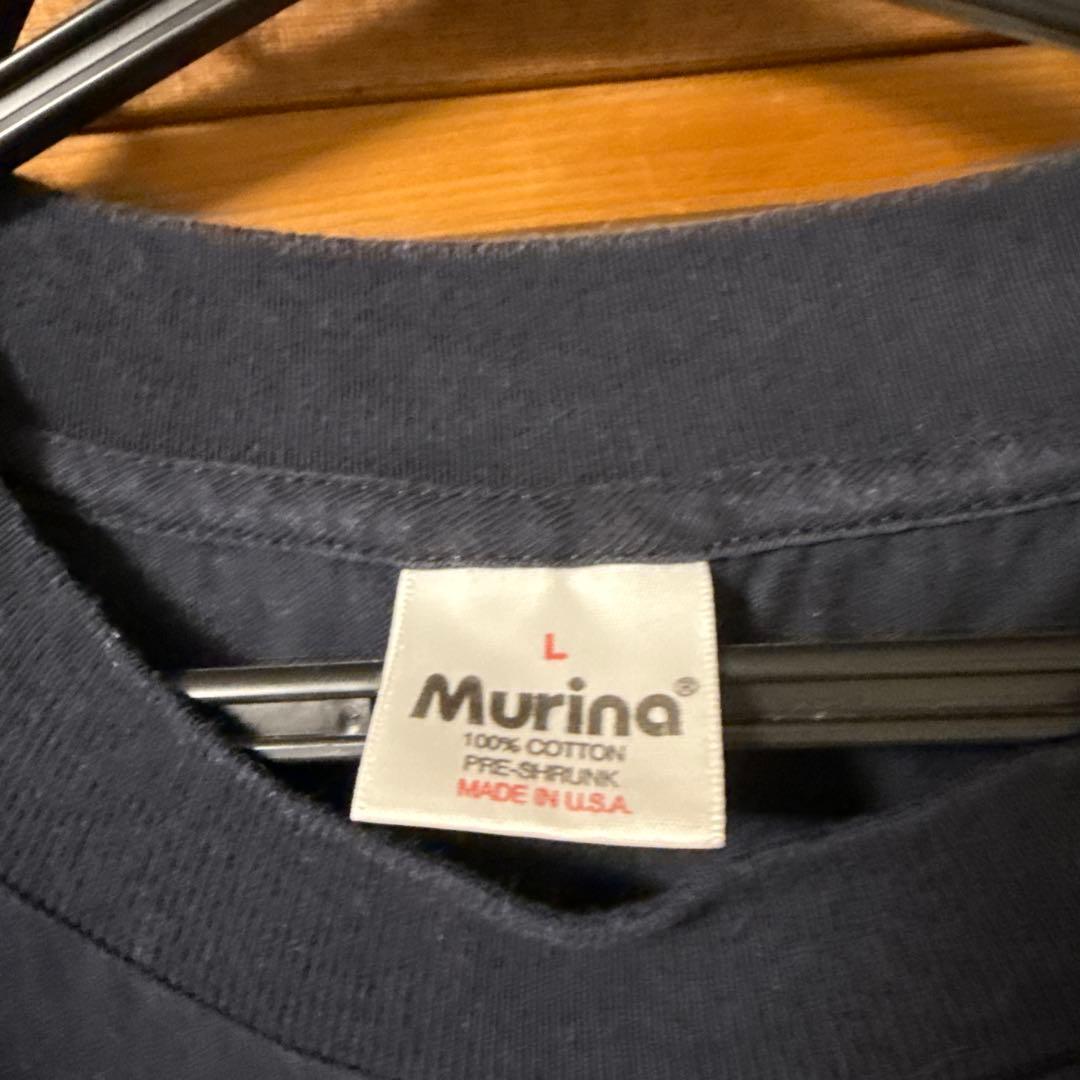 L
Murina®
100% COTTON
PRE-SHRUNK
MADE IN U.S.A.